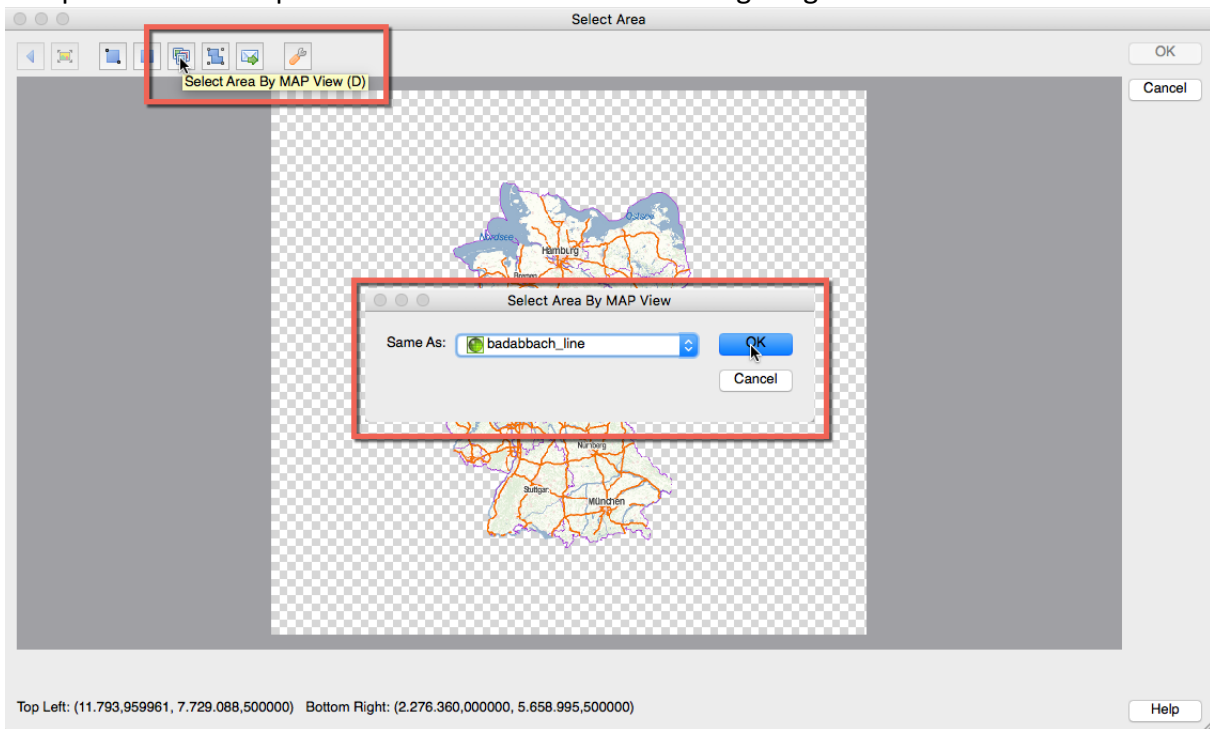 Select Area
OK
Select Area By MAP View (D)
Cancel
Ostsee
Nordsee
Hamburg
Bremen
Select Area By MAP View
Same As: badabbach_line OK
Cancel
Nürnberg
Stuttgart
München
Top Left: (11.793,959961, 7.729.088,500000) Bottom Right: (2.276.360,000000, 5.658.995,500000)
Help